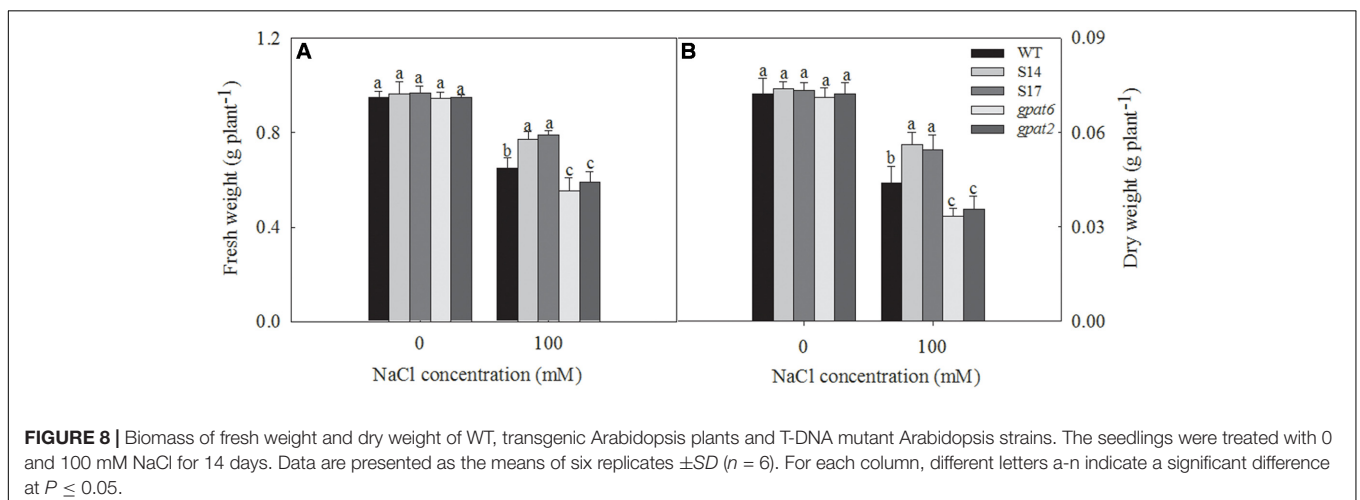 1.2
0.8
0.4
0.0
Fresh weight (g plant-1)
A
a a a a a
b a a c c
0 100
NaCl concentration (mM)
B
WT
S14
S17
gpat6
gpat2
a a a a a
b a a c c
0 100
NaCl concentration (mM)
0.09
0.06
0.03
0.00
Dry weight (g plant-1)
FIGURE 8 | Biomass of fresh weight and dry weight of WT, transgenic Arabidopsis plants and T-DNA mutant Arabidopsis strains. The seedlings were treated with 0
and 100 mM NaCl for 14 days. Data are presented as the means of six replicates ±SD (n = 6). For each column, different letters a-n indicate a significant difference
at P ≤ 0.05.